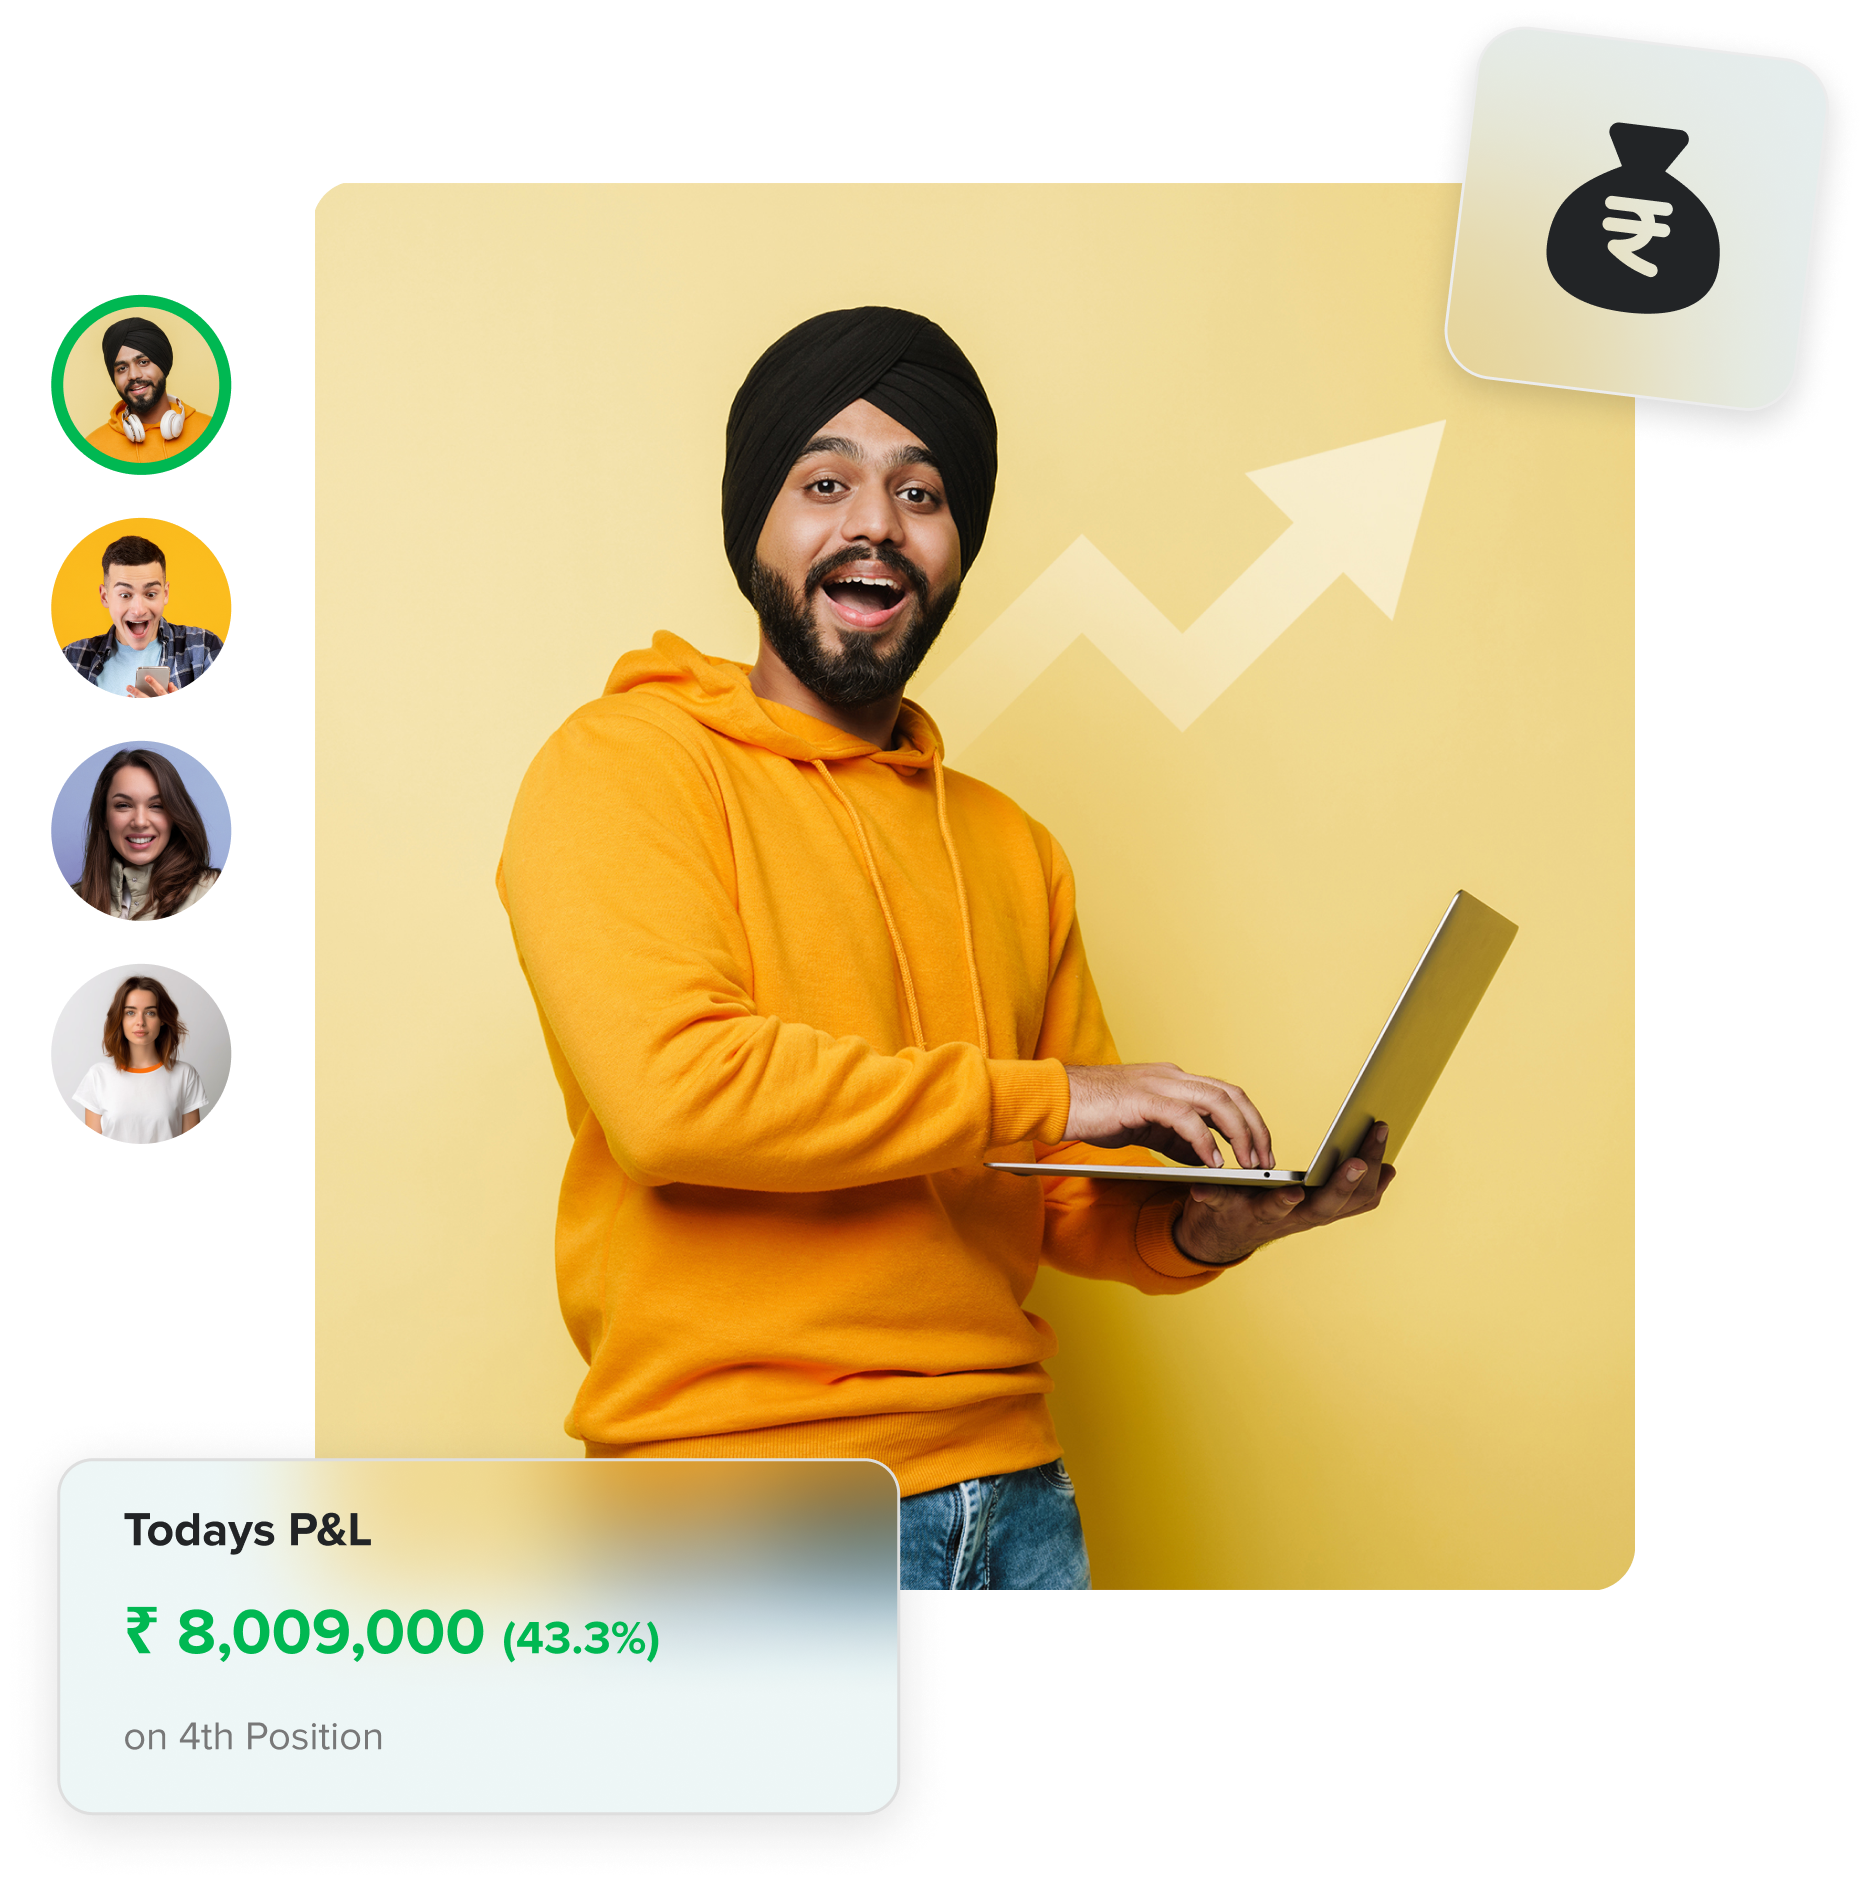 ₹
Todays P&L
₹ 8,009,000 (43.3%)
on 4th Position